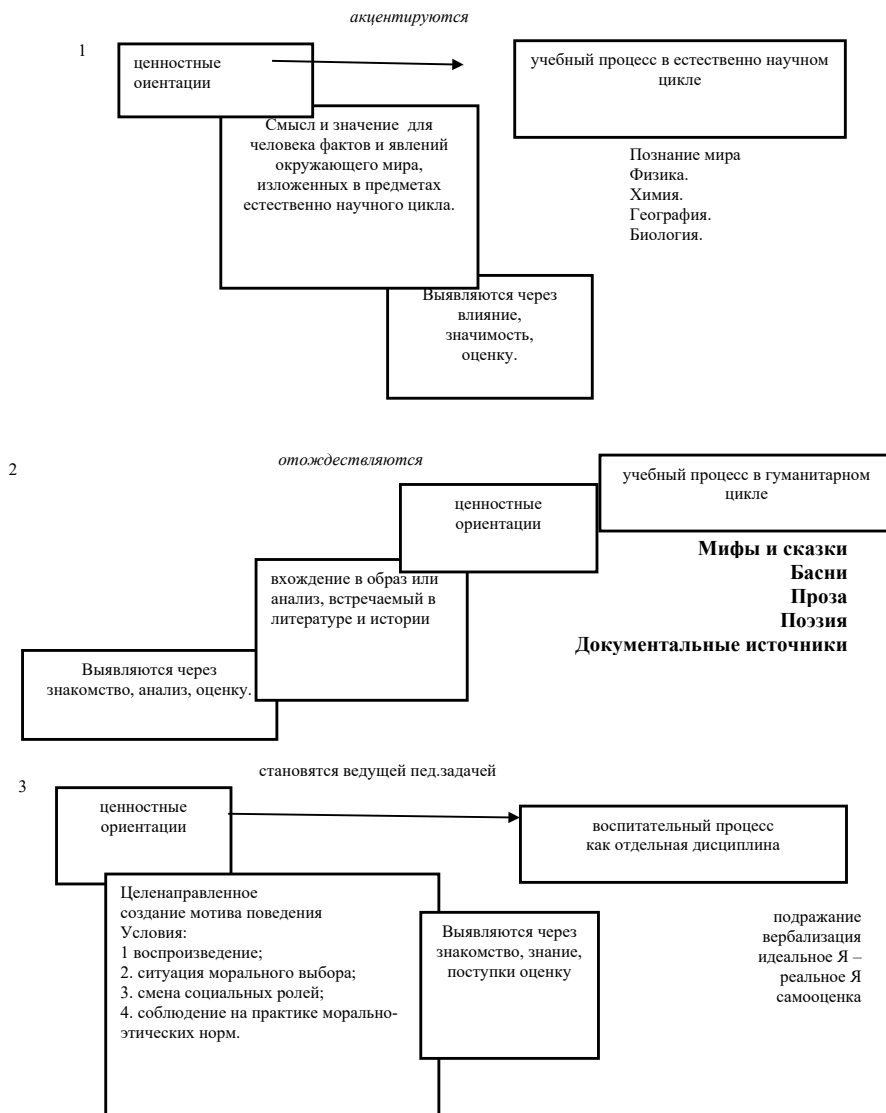 акцентируются
1
ценностные
оиентации
учебный процесс в естественно научном
цикле
Смысл и значение для
человека фактов и явлений
окружающего мира,
изложенных в предметах
естественно научного цикла.
Познание мира
Физика.
Химия.
География.
Биология.
Выявляются через
влияние,
значимость,
оценку.
2
отождествляются
учебный процесс в гуманитарном
цикле
ценностные
ориентации
Мифы и сказки
Басни
Проза
Поэзия
Документальные источники
вхождение в образ или
анализ, встречаемый в
литературе и истории
Выявляются через
знакомство, анализ, оценку.
3
становятся ведущей пед.задачей
ценностные
ориентации
воспитательный процесс
как отдельная дисциплина
Целенаправленное
создание мотива поведения
Условия:
1 воспроизведение;
2. ситуация морального выбора;
3. смена социальных ролей;
4. соблюдение на практике морально-
этических норм.
Выявляются через
знакомство, знание,
поступки оценку
подражание
вербализация
идеальное Я –
реальное Я
самооценка